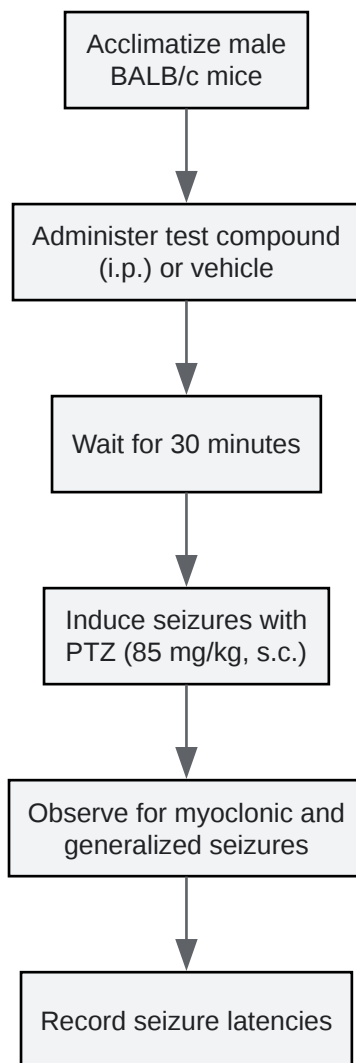 Acclimatize male
BALB/c mice
Administer test compound
(i.p.) or vehicle
Wait for 30 minutes
Induce seizures with
PTZ (85 mg/kg, s.c.)
Observe for myoclonic and
generalized seizures
Record seizure latencies